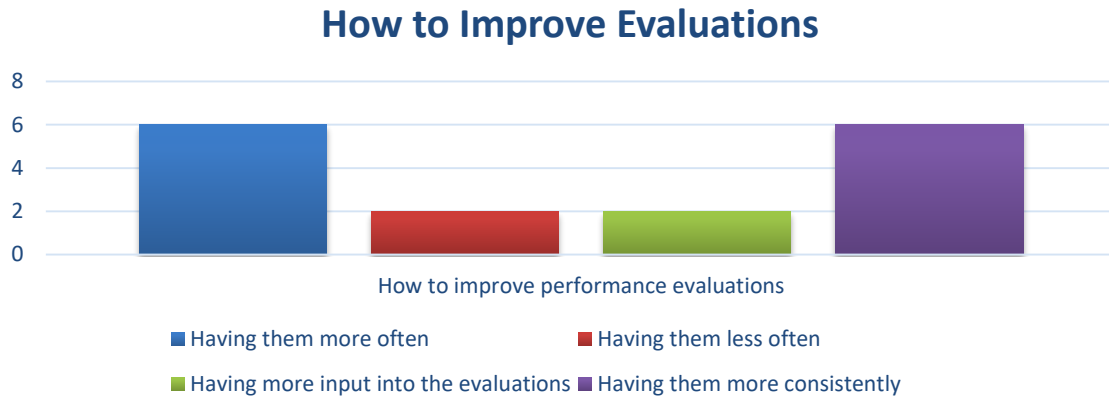 How to Improve Evaluations
8
6
4
2
0
How to improve performance evaluations
Having them more often
Having them less often
Having more input into the evaluations
Having them more consistently